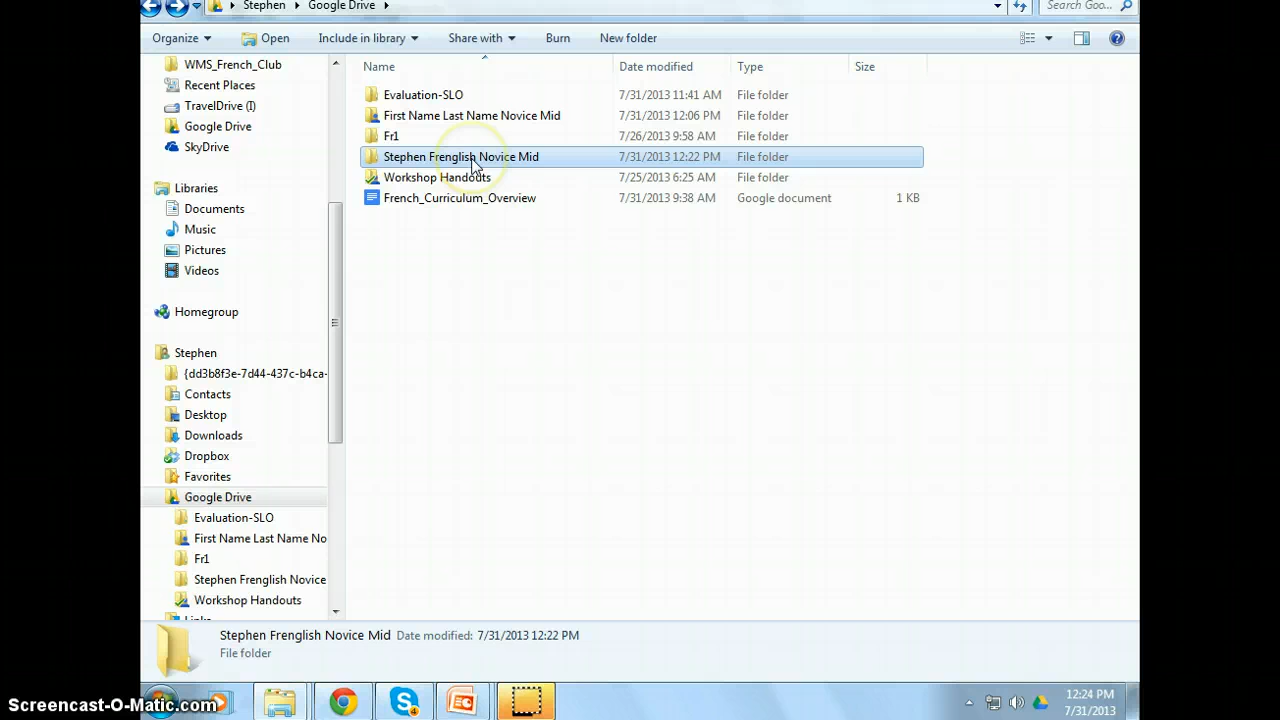 Stephen Google Drive Search Goo...
Organize Open Include in library Share with Burn New folder
Name Date modified Type Size
WMS_French_Club
Recent Places
TravelDrive (I)
Google Drive
SkyDrive
Libraries
Documents
Music
Pictures
Videos
Homegroup
Stephen
{dd3b8f3e-7d44-437c-b4ca-
Contacts
Desktop
Downloads
Dropbox
Favorites
Google Drive
Evaluation-SLO
First Name Last Name No
Fr1
Stephen Frenglish Novice
Workshop Handouts
Links
Evaluation-SLO 7/31/2013 11:41 AM File folder
First Name Last Name Novice Mid 7/31/2013 12:06 PM File folder
Fr1 7/26/2013 9:58 AM File folder
Stephen Frenglish Novice Mid 7/31/2013 12:22 PM File folder
Workshop Handouts 7/25/2013 6:25 AM File folder
French_Curriculum_Overview 7/31/2013 9:38 AM Google document 1 KB
Stephen Frenglish Novice Mid Date modified: 7/31/2013 12:22 PM
File folder
Screencast-O-Matic.com
12:24 PM
7/31/2013